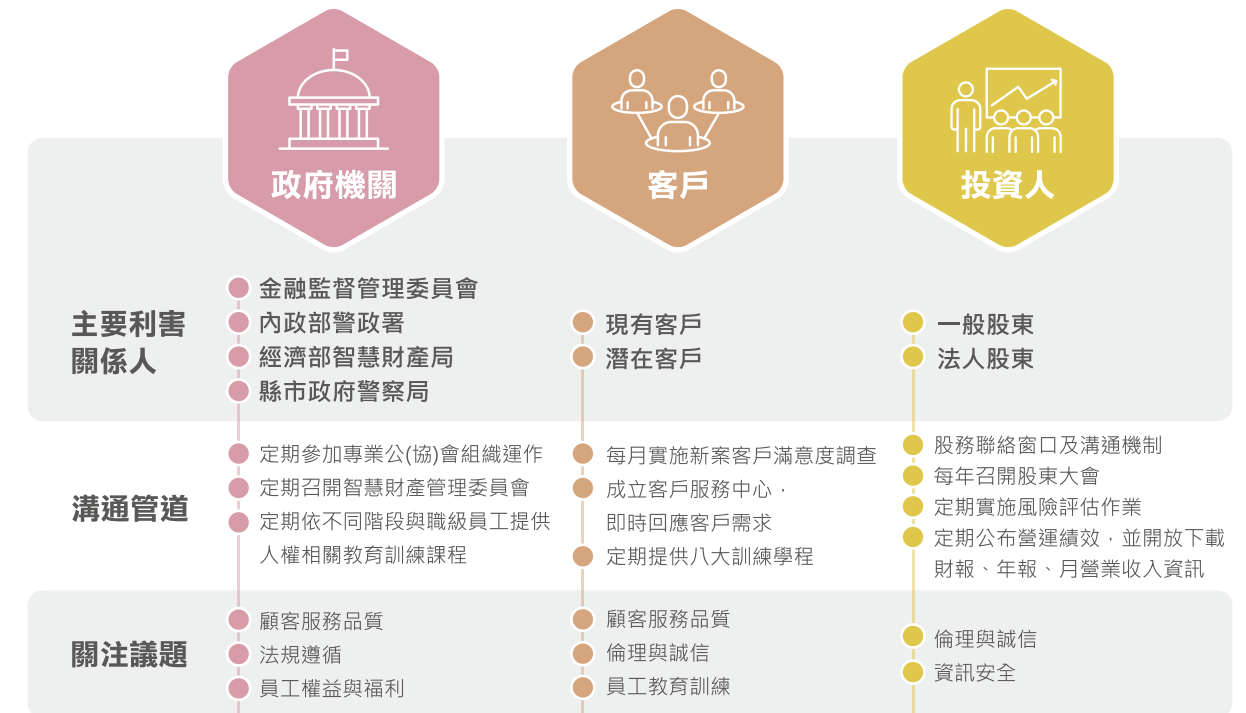 政府機關
客戶
投資人
主要利害
關係人
金融監督管理委員會
內政部警政署
經濟部智慧財產局
縣市政府警察局
現有客戶
潛在客戶
一般股東
法人股東
溝通管道
定期參加專業公(協)會組織運作
定期召開智慧財產管理委員會
定期依不同階段與職級員工提供
人權相關教育訓練課程
每月實施新案客戶滿意度調查
成立客戶服務中心，
即時回應客戶需求
定期提供八大訓練學程
股務聯絡窗口及溝通機制
每年召開股東大會
定期實施風險評估作業
定期公布營運績效，並開放下載
財報、年報、月營業收入資訊
關注議題
顧客服務品質
法規遵循
員工權益與福利
顧客服務品質
倫理與誠信
員工教育訓練
倫理與誠信
資訊安全